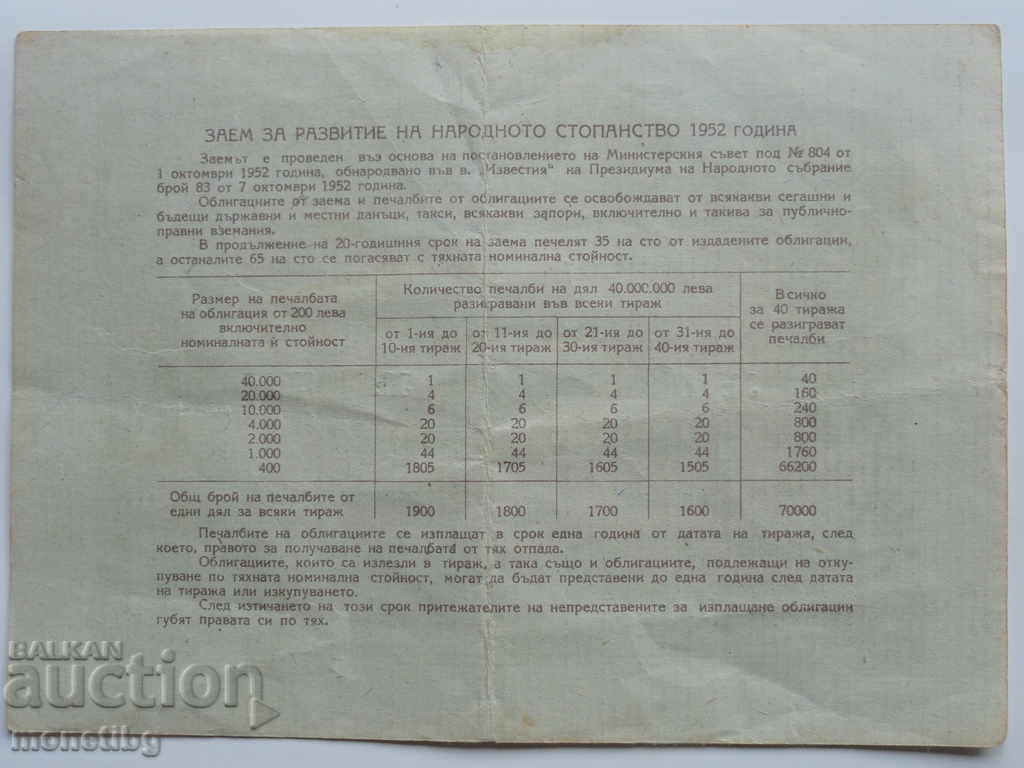 ЗАЕМ ЗА РАЗВИТИЕ НА НАРОДНОТО СТОПАНСТВО 1952 ГОДИНА
Заемът е проведен въз основа на постановлението на Министерския съвет под № 804 от
1 октомври 1952 година, обнародвано във в. „Известия" на Президиума на Народното събрание
брой 83 от 7 октомври 1952 година.
Облигациите от заема и печалбите от облигациите се освобождават от всякакви сегашни и
бъдещи държавни и местни данъци, такси, всякакви запори, включително и такива за публично-
правни вземания.
В продължение на 20-годишния срок на заема печелят 35 на сто от издадените облигации,
а останалите 65 на сто се погасяват с тяхната номинална стойност.
Размер на печалбата
на облигация от 200 лева
включително
номиналната ѝ стойност
Количество печалби на дял 40.000.000 лева
разигравани във всеки тираж
Всичко
за 40 тиража
се разиграват
печалби
от 1-ия до
10-ия тираж
от 11-ия до
20-ия тираж
от 21-ия до
30-ия тираж
от 31-ия до
40-ия тираж
40.000 1 1 1 1 40
20.000 4 4 4 4 160
10.000 6 6 6 6 240
4.000 20 20 20 20 800
2.000 20 20 20 20 800
1.000 44 44 44 44 1760
400 1805 1705 1605 1505 66200
Общ брой на печалбите от
един дял за всяки тираж 1900 1800 1700 1600 70000
Печалбите на облигациите се изплащат в срок една година от датата на тиража, след
което, правото за получаване на печалбата от тях отпада.
Облигациите, които са излезли в тираж, а така също и облигациите, подлежащи на отку-
пуване по тяхната номинална стойност, могат да бъдат представени до една година след датата
на тиража или изкупуването.
След изтичането на този срок притежателите на непредставените за изплащане облигации
губят правата си по тях.
BALKAN
auction
monetibg